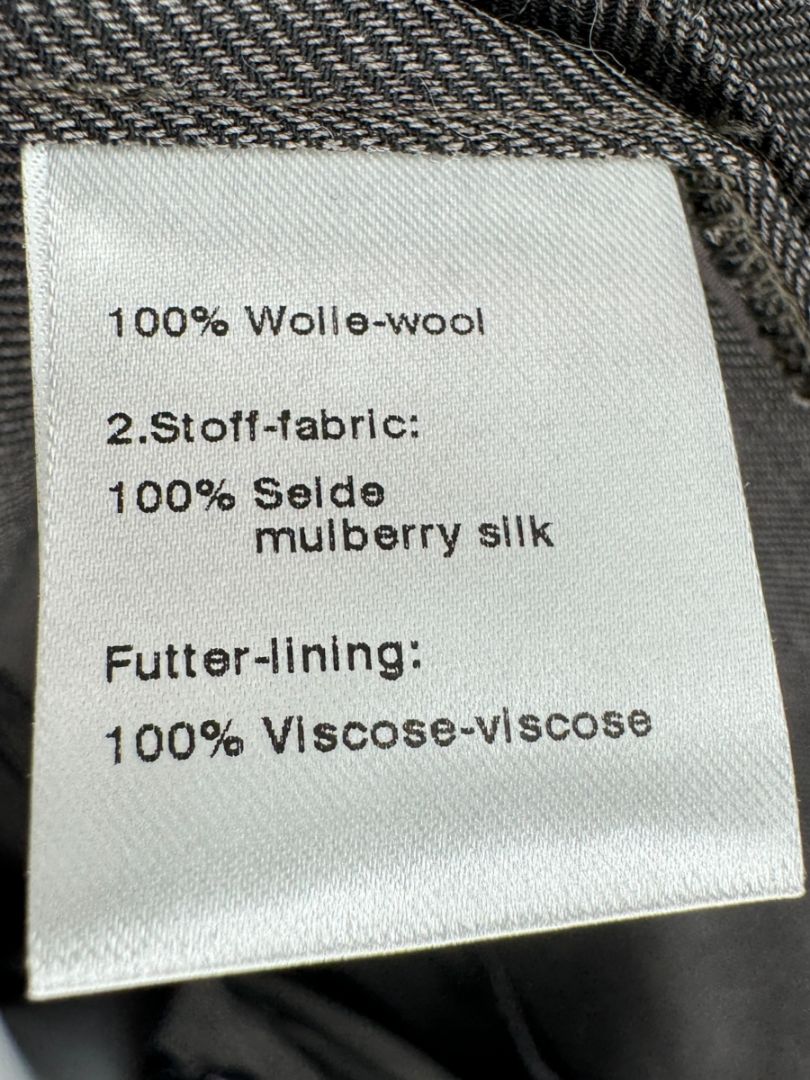 100% Wolle-wool
2.Stoff-fabric:
100% Seide
mulberry silk
Futter-lining:
100% Viscose-viscose